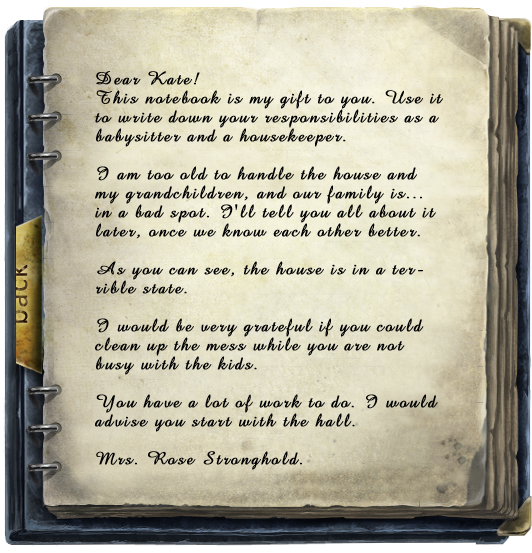 Dear Kate!
This notebook is my gift to you. Use it
to write down your responsibilities as a
babysitter and a housekeeper.
I am too old to handle the house and
my grandchildren, and our family is...
in a bad spot. I'll tell you all about it
later, once we know each other better.
As you can see, the house is in a ter-
rible state.
I would be very grateful if you could
clean up the mess while you are not
busy with the kids.
You have a lot of work to do. I would
advise you start with the hall.
Mrs. Rose Stronghold.
back